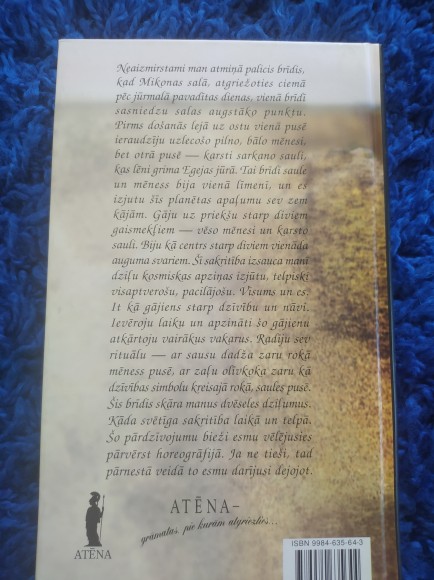 Neaizmirstami man atmiņā palicis brīdis,
kad Mikonas salā, atgriežoties ciemā
pēc jūrmalā pavadītas dienas, vienā brīdī
sasniedzu salas augstāko punktu.
Pirms došanās lejā uz ostu vienā pusē
ieraudzīju uzlecošo pilno, bālo mēnesi,
bet otrā pusē — karsti sarkano sauli,
kas lēni grima Egejas jūrā. Tai brīdī saule
un mēness bija vienā līmenī, un es
izjutu šīs planētas apaļumu sev zem
kājām. Gāju uz priekšu starp diviem
gaismekļiem — vēso mēnesi un karsto
sauli. Biju kā centrs starp diviem vienāda
auguma svariem. Šī sakritība izsauca manī
dziļu kosmiskas apziņas izjūtu, telpiski
visaptverošu, pacilājošu. Visums un es.
It kā gājiens starp dzīvību un nāvi.
Ievēroju laiku un apzināti šo gājienu
atkārtoju vairākus vakarus. Radīju sev
rituālu — ar sausu dadža zaru rokā
mēness pusē, ar zaļu olīvkoka zaru kā
dzīvības simbolu kreisajā rokā, saules pusē.
Šis brīdis skāra manus dvēseles dziļumus.
Kāda svētīga sakritība laikā un telpā.
Šo pārdzīvojumu bieži esmu vēlējusies
pārvērst horeogrāfijā. Ja ne tieši, tad
pārnestā veidā to esmu darījusi dejojot.
ATĒNA–
grāmatas, pie kurām atgriezties...
ATĒNA
ISBN 9984-635-64-3